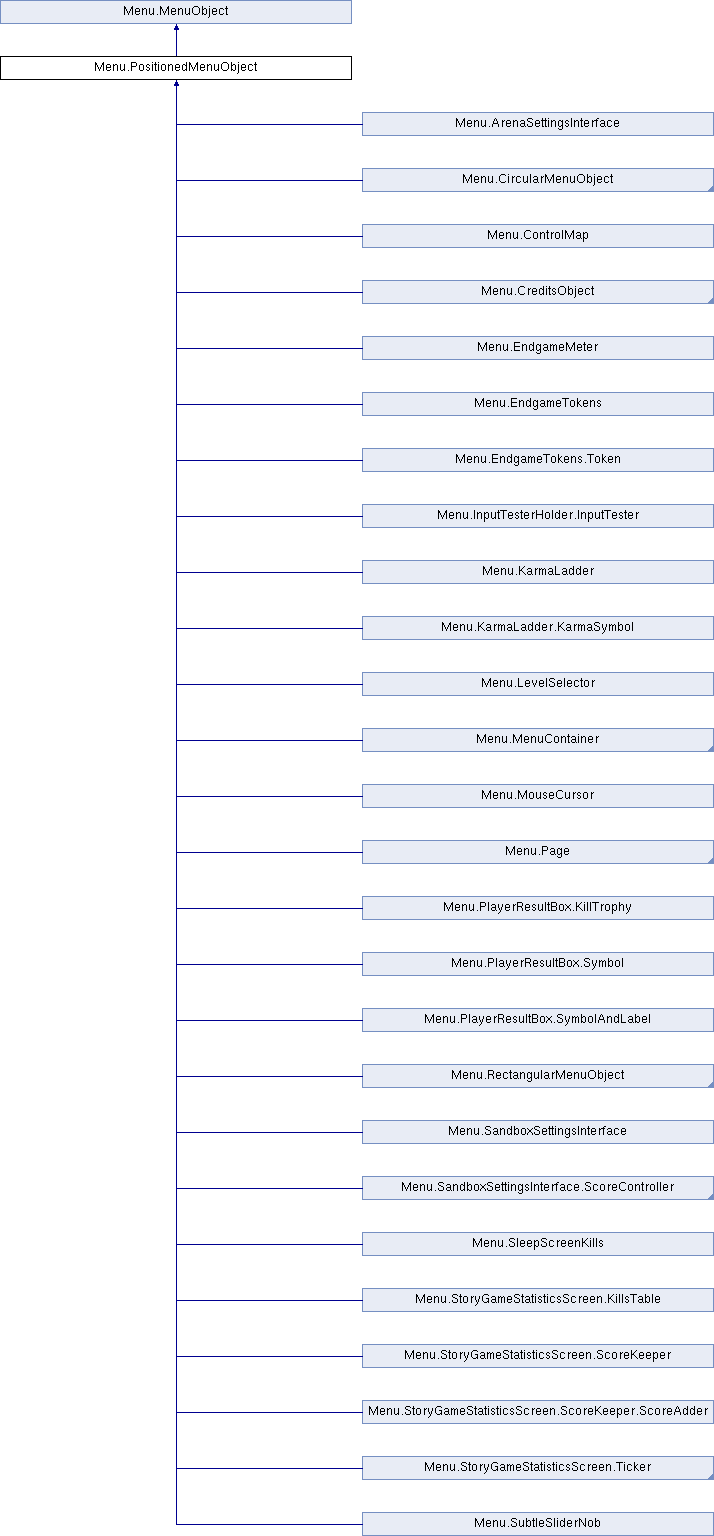 Menu.MenuObject
Menu.PositionedMenuObject
Menu.ArenaSettingsInterface
Menu.CircularMenuObject
Menu.ControlMap
Menu.CreditsObject
Menu.EndgameMeter
Menu.EndgameTokens
Menu.EndgameTokens.Token
Menu.InputTesterHolder.InputTester
Menu.KarmaLadder
Menu.KarmaLadder.KarmaSymbol
Menu.LevelSelector
Menu.MenuContainer
Menu.MouseCursor
Menu.Page
Menu.PlayerResultBox.KillTrophy
Menu.PlayerResultBox.Symbol
Menu.PlayerResultBox.SymbolAndLabel
Menu.RectangularMenuObject
Menu.SandboxSettingsInterface
Menu.SandboxSettingsInterface.ScoreController
Menu.SleepScreenKills
Menu.StoryGameStatisticsScreen.KillsTable
Menu.StoryGameStatisticsScreen.ScoreKeeper
Menu.StoryGameStatisticsScreen.ScoreKeeper.ScoreAdder
Menu.StoryGameStatisticsScreen.Ticker
Menu.SubtleSliderNob